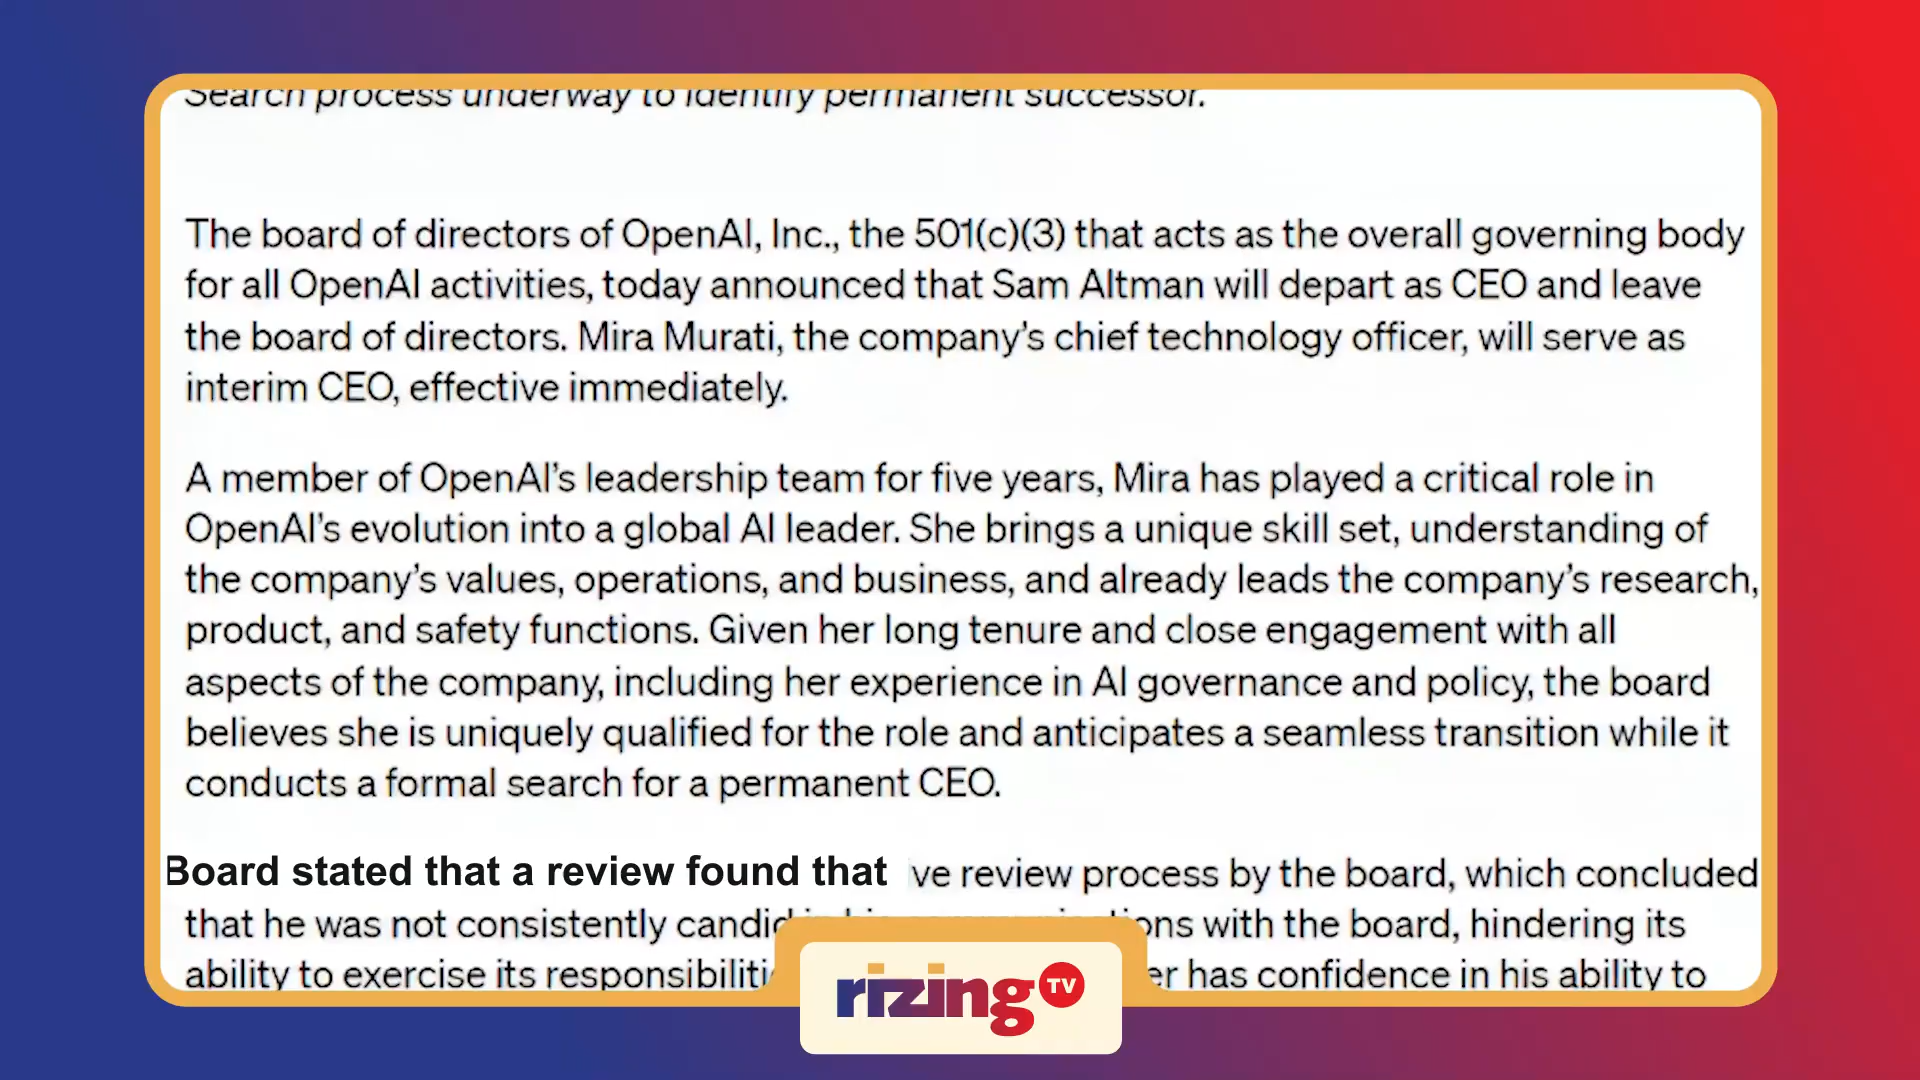 Search process underway to identify permanent successor.
The board of directors of OpenAI, Inc., the 501(c)(3) that acts as the overall governing body
for all OpenAI activities, today announced that Sam Altman will depart as CEO and leave
the board of directors. Mira Murati, the company’s chief technology officer, will serve as
interim CEO, effective immediately.
A member of OpenAI’s leadership team for five years, Mira has played a critical role in
OpenAI’s evolution into a global AI leader. She brings a unique skill set, understanding of
the company’s values, operations, and business, and already leads the company’s research,
product, and safety functions. Given her long tenure and close engagement with all
aspects of the company, including her experience in AI governance and policy, the board
believes she is uniquely qualified for the role and anticipates a seamless transition while it
conducts a formal search for a permanent CEO.
Board stated that a review found that ve review process by the board, which concluded
that he was not consistently candid with the board, hindering its
ability to exercise its has confidence in his ability to
rizing TV